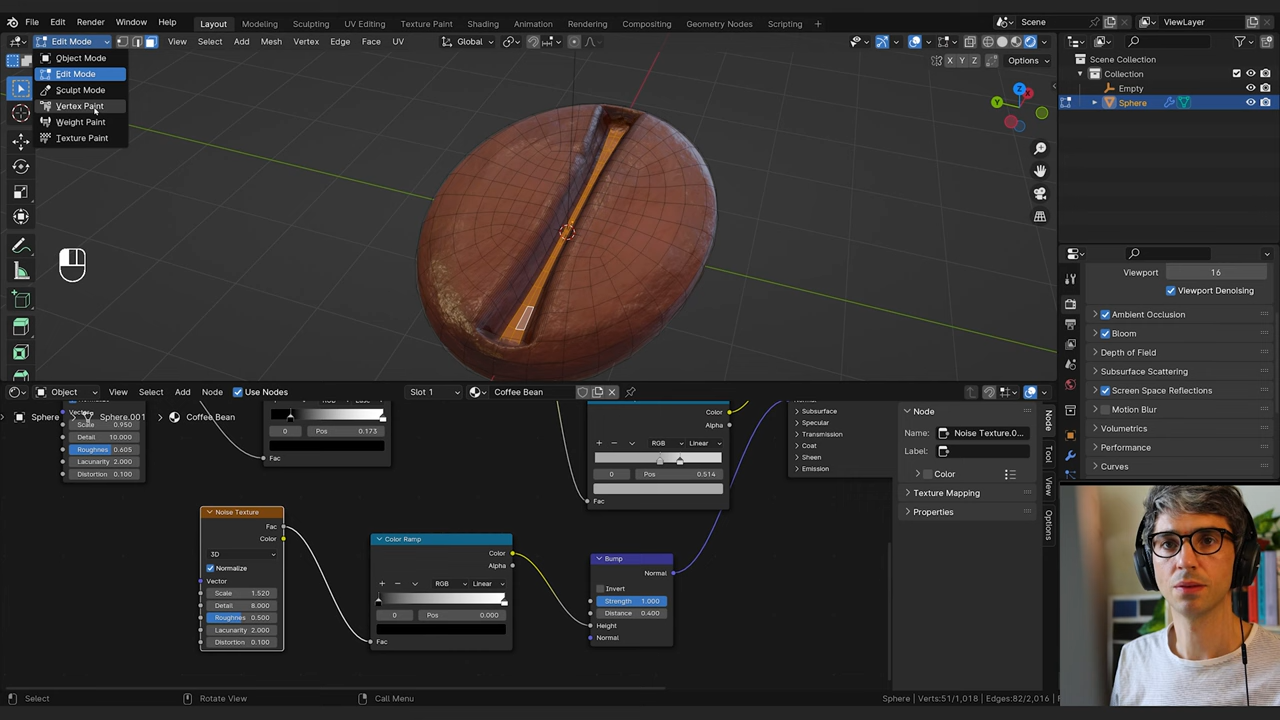 File Edit Render Window Help
Layout Modeling Sculpting UV Editing Texture Paint Shading Animation Rendering Compositing Geometry Nodes Scripting +
Scene ViewLayer
Edit Mode View Select Add Mesh Vertex Edge Face UV Global
X Y Z Options
Object Mode
Edit Mode
Sculpt Mode
Vertex Paint
Weight Paint
Texture Paint
Z
Y
Scene Collection
Collection
Empty
Sphere
Viewport 16
Viewport Denoising
Ambient Occlusion
Bloom
Depth of Field
Subsurface Scattering
Screen Space Reflections
Motion Blur
Volumetrics
Performance
Curves
Object View Select Add Node Use Nodes Slot 1 Coffee Bean
Sphere Sphere.001 Coffee Bean
Scale 0.950
Detail 10.000
Roughness 0.605
Lacunarity 2.000
Distortion 0.100
0 Pos 0.173
Fac
Color
Alpha
RGB Linear
0 Pos 0.514
Fac
Subsurface
Specular
Transmission
Coat
Sheen
Emission
Node
Name: Noise Texture.0...
Label:
Color
Texture Mapping
Properties
Node
Tool
View
Options
Noise Texture
Fac
Color
3D
Normalize
Vector
Scale 1.520
Detail 8.000
Roughness 0.500
Lacunarity 2.000
Distortion 0.100
Color Ramp
Color
Alpha
RGB Linear
0 Pos 0.000
Fac
Bump
Normal
Invert
Strength 1.000
Distance 0.400
Height
Normal
Select Rotate View Call Menu
Sphere | Verts:51/1,018 | Edges:82/2,016 | F